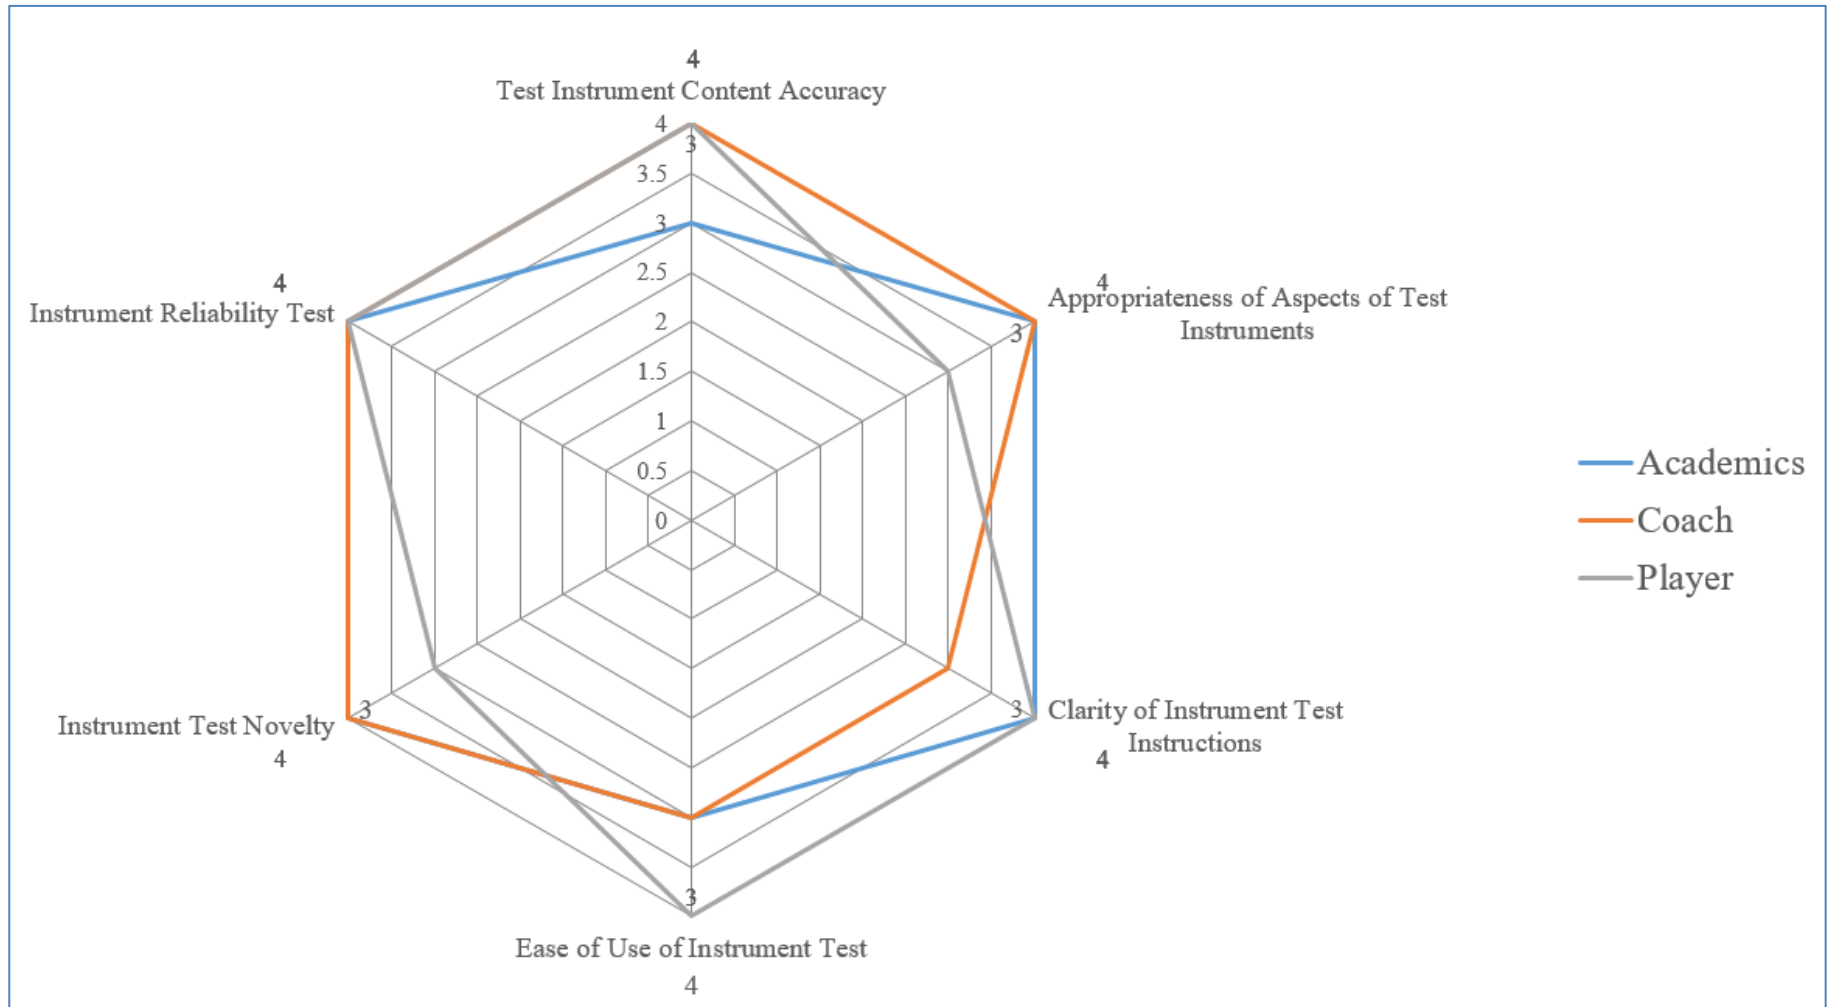 4
Test Instrument Content Accuracy
4
3
3.5
3
2.5
2
1.5
1
0.5
0
4
Appropriateness of Aspects of Test
Instruments
3
3
Clarity of Instrument Test
Instructions
4
3
Ease of Use of Instrument Test
4
3
Instrument Test Novelty
4
4
Instrument Reliability Test
Academics
Coach
Player